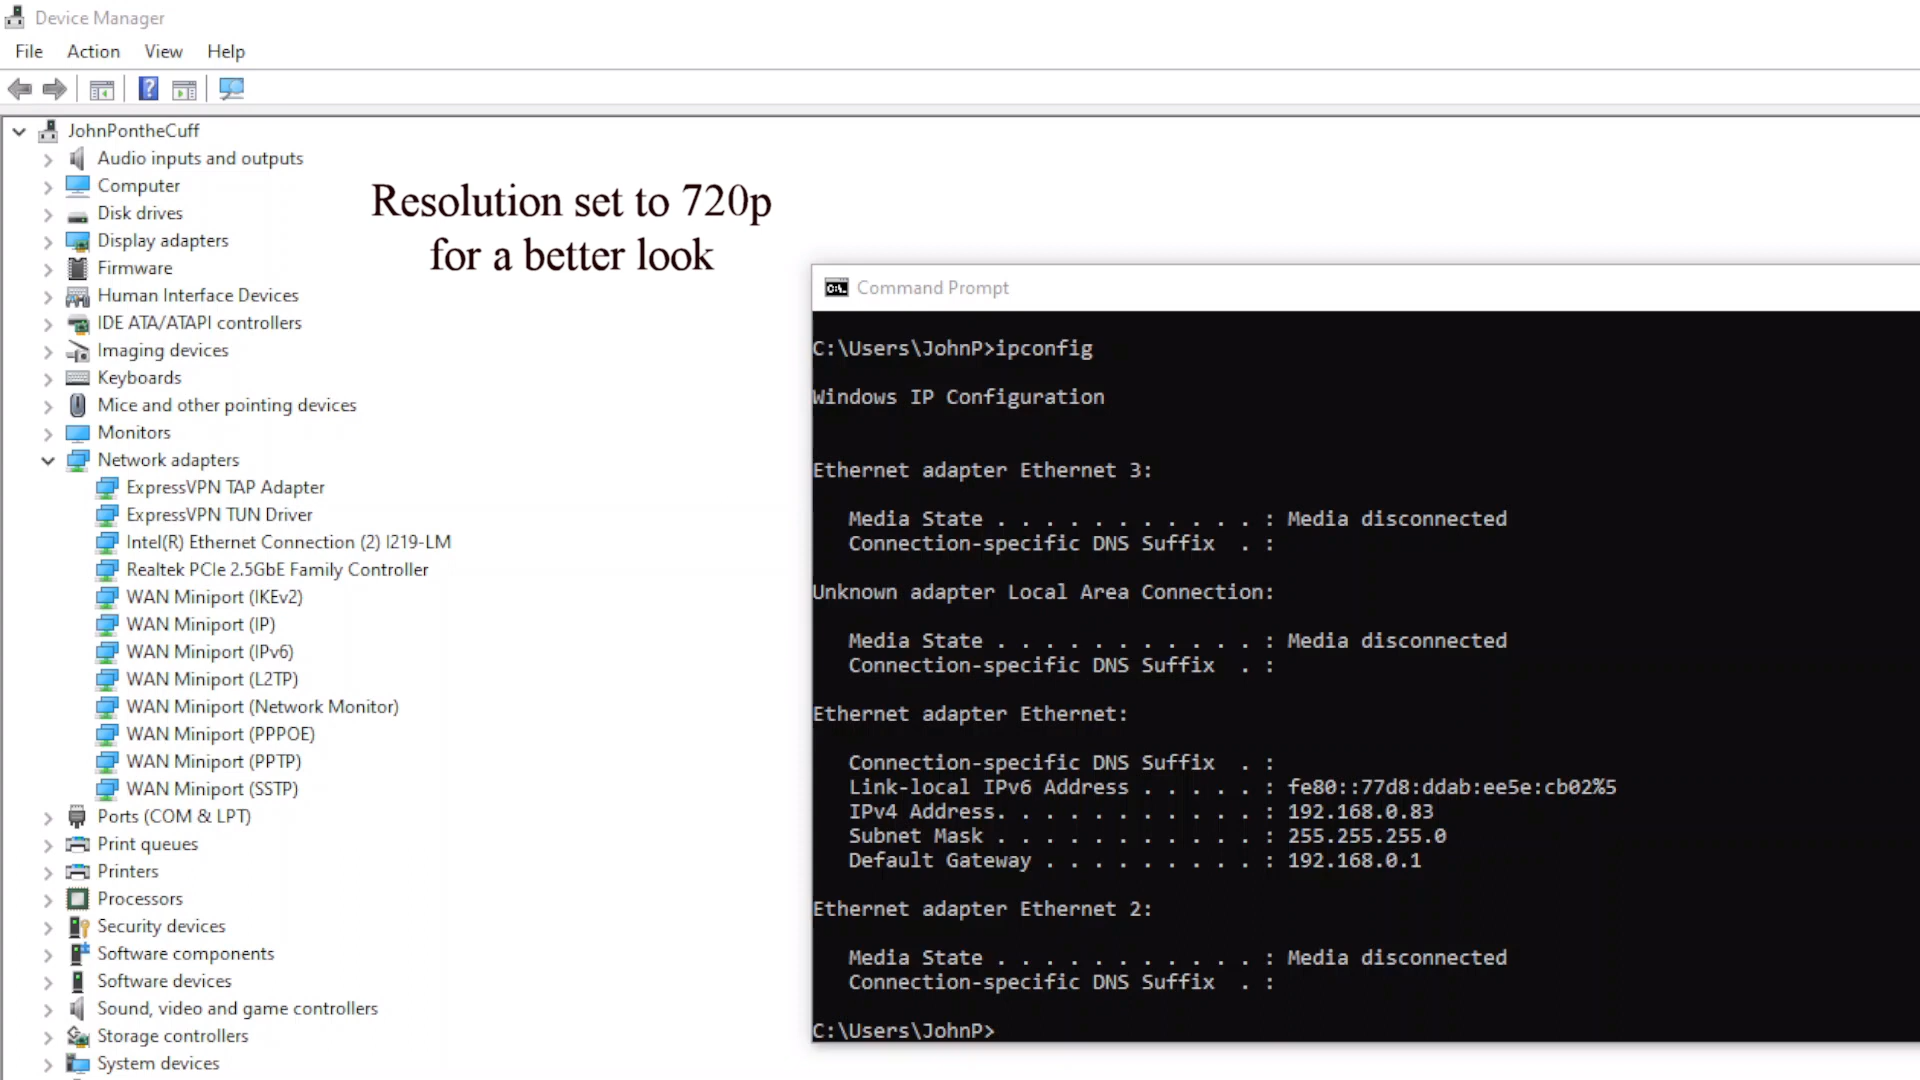 Device Manager
File Action View Help
JohnPontheCuff
Audio inputs and outputs
Computer
Disk drives
Display adapters
Firmware
Human Interface Devices
IDE ATA/ATAPI controllers
Imaging devices
Keyboards
Mice and other pointing devices
Monitors
Network adapters
ExpressVPN TAP Adapter
ExpressVPN TUN Driver
Intel(R) Ethernet Connection (2) I219-LM
Realtek PCIe 2.5GbE Family Controller
WAN Miniport (IKEv2)
WAN Miniport (IP)
WAN Miniport (IPv6)
WAN Miniport (L2TP)
WAN Miniport (Network Monitor)
WAN Miniport (PPPOE)
WAN Miniport (PPTP)
WAN Miniport (SSTP)
Ports (COM & LPT)
Print queues
Printers
Processors
Security devices
Software components
Software devices
Sound, video and game controllers
Storage controllers
System devices
Resolution set to 720p
for a better look
Command Prompt
C:\Users\JohnP>ipconfig
Windows IP Configuration
Ethernet adapter Ethernet 3:
Media State . . . . . . . . . . . : Media disconnected
Connection-specific DNS Suffix . :
Unknown adapter Local Area Connection:
Media State . . . . . . . . . . . : Media disconnected
Connection-specific DNS Suffix . :
Ethernet adapter Ethernet:
Connection-specific DNS Suffix . :
Link-local IPv6 Address . . . . . : fe80::77d8:ddab:ee5e:cb02%5
IPv4 Address. . . . . . . . . . . : 192.168.0.83
Subnet Mask . . . . . . . . . . . : 255.255.255.0
Default Gateway . . . . . . . . . : 192.168.0.1
Ethernet adapter Ethernet 2:
Media State . . . . . . . . . . . : Media disconnected
Connection-specific DNS Suffix . :
C:\Users\JohnP>